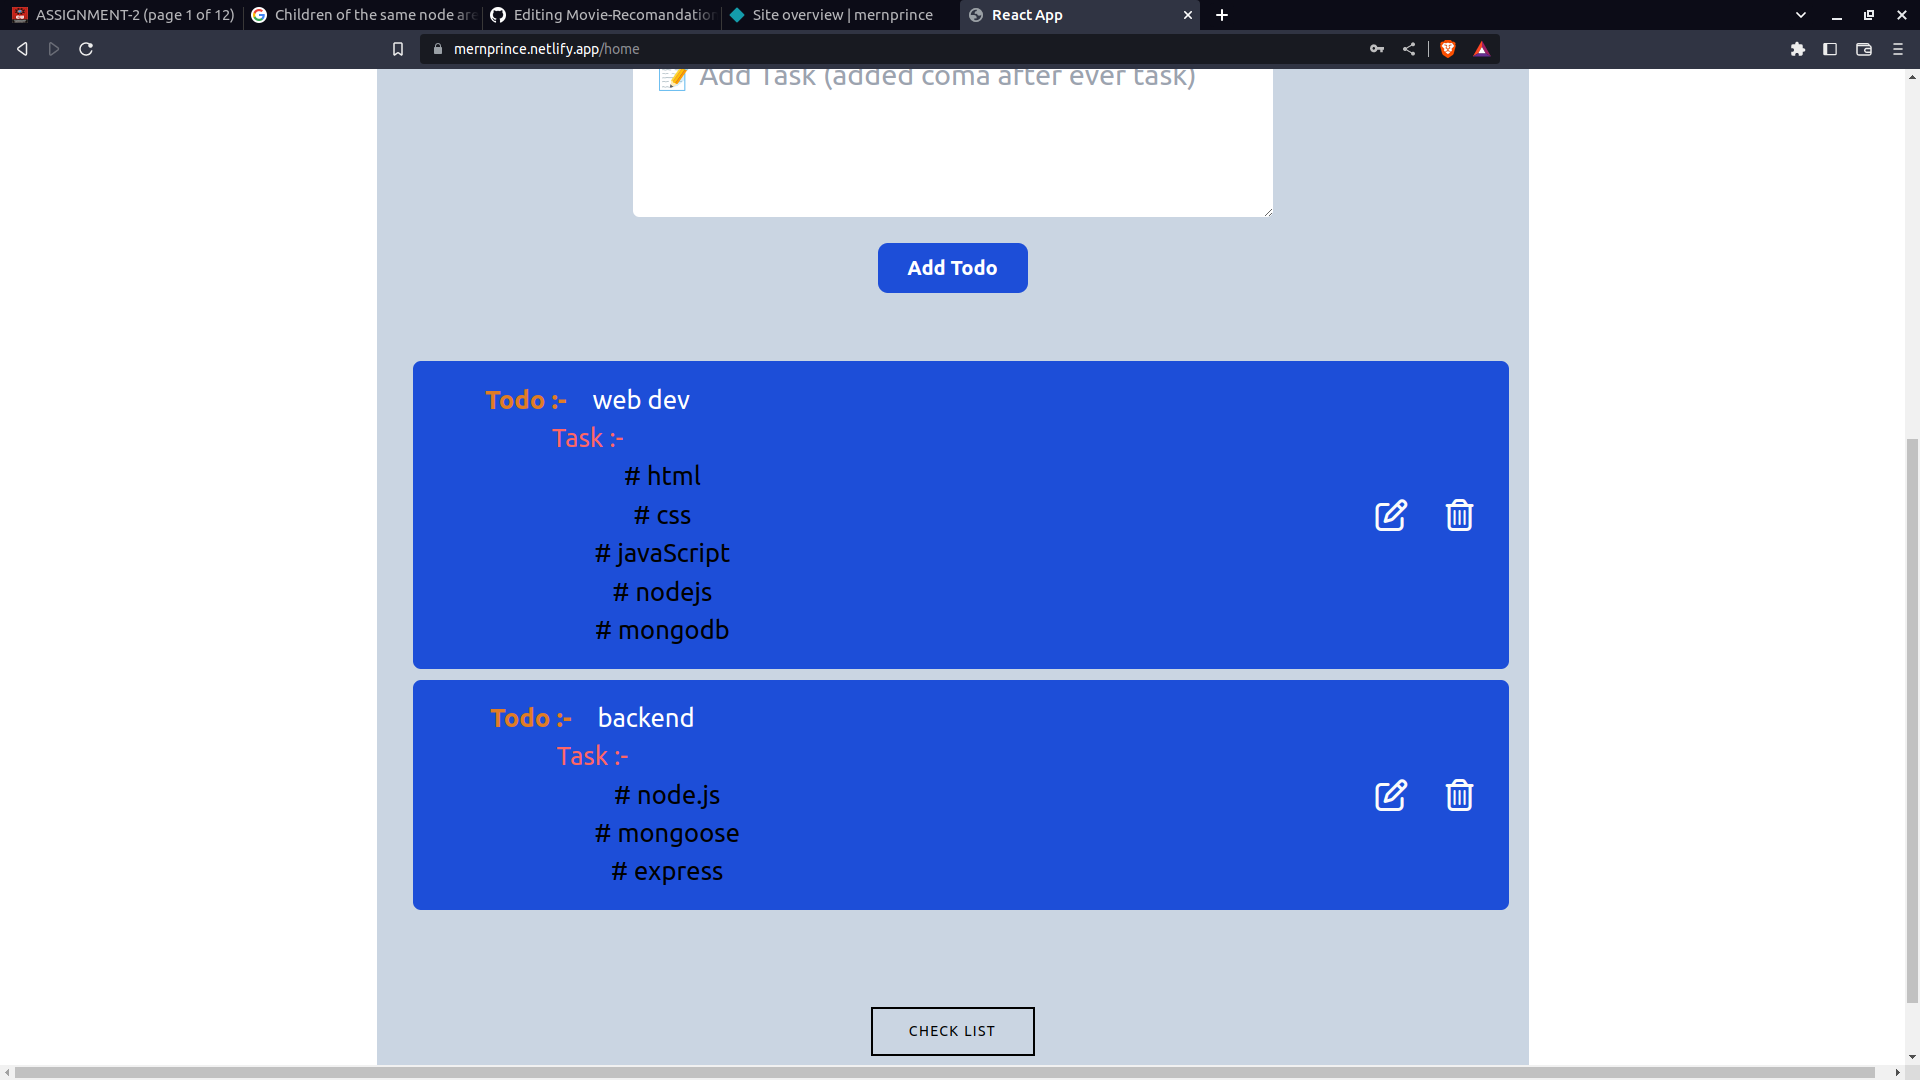 ASSIGNMENT-2 (page 1 of 12)
Children of the same node are
Editing Movie-Recomandation
Site overview | mernprince
React App
mernprince.netlify.app/home
📝 Add Task (added coma after ever task)
Add Todo
Todo :- web dev
Task :-
# html
# css
# javaScript
# nodejs
# mongodb
Todo :- backend
Task :-
# node.js
# mongoose
# express
CHECK LIST